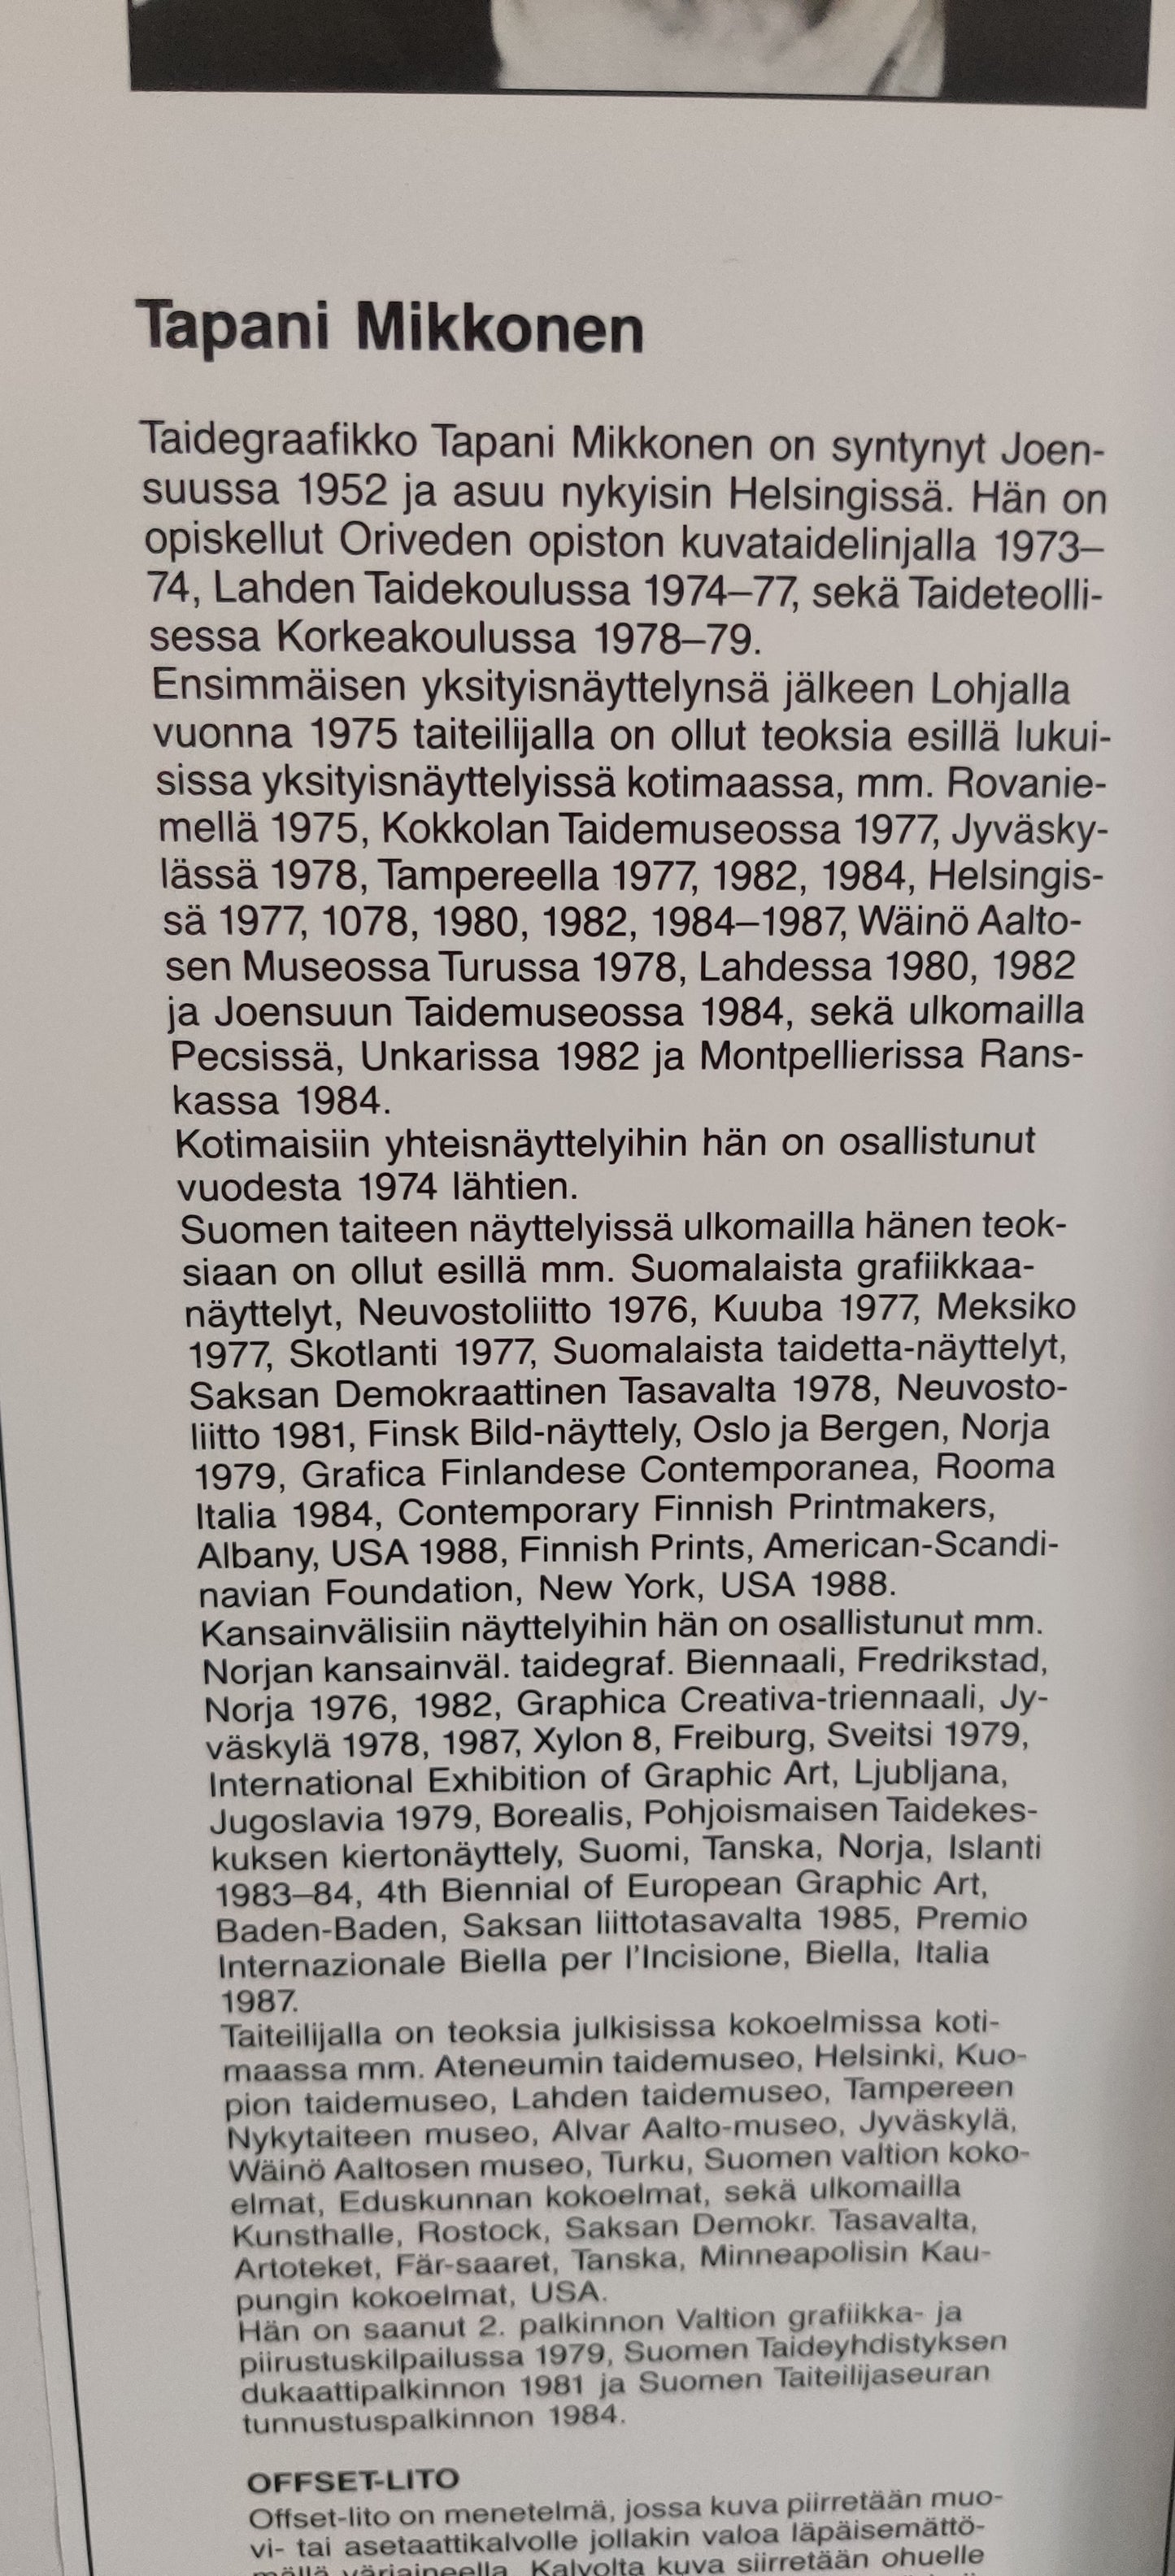 Tapani Mikkonen
Taidegraafikko Tapani Mikkonen on syntynyt Joen-
suussa 1952 ja asuu nykyisin Helsingissä. Hän on
opiskellut Oriveden opiston kuvataidelinjalla 1973–
74, Lahden Taidekoulussa 1974–77, sekä Taideteolli-
sessa Korkeakoulussa 1978–79.
Ensimmäisen yksityisnäyttelynsä jälkeen Lohjalla
vuonna 1975 taiteilijalla on ollut teoksia esillä lukui-
sissa yksityisnäyttelyissä kotimaassa, mm. Rovanie-
mellä 1975, Kokkolan Taidemuseossa 1977, Jyväsky-
lässä 1978, Tampereella 1977, 1982, 1984, Helsingis-
sä 1977, 1078, 1980, 1982, 1984–1987, Wäinö Aalto-
sen Museossa Turussa 1978, Lahdessa 1980, 1982
ja Joensuun Taidemuseossa 1984, sekä ulkomailla
Pecsissä, Unkarissa 1982 ja Montpellierissa Rans-
kassa 1984.
Kotimaisiin yhteisnäyttelyihin hän on osallistunut
vuodesta 1974 lähtien.
Suomen taiteen näyttelyissä ulkomailla hänen teok-
siaan on ollut esillä mm. Suomalaista grafiikkaa-
näyttelyt, Neuvostoliitto 1976, Kuuba 1977, Meksiko
1977, Skotlanti 1977, Suomalaista taidetta-näyttelyt,
Saksan Demokraattinen Tasavalta 1978, Neuvosto-
liitto 1981, Finsk Bild-näyttely, Oslo ja Bergen, Norja
1979, Grafica Finlandese Contemporanea, Rooma
Italia 1984, Contemporary Finnish Printmakers,
Albany, USA 1988, Finnish Prints, American-Scandi-
navian Foundation, New York, USA 1988.
Kansainvälisiin näyttelyihin hän on osallistunut mm.
Norjan kansainväl. taidegraf. Biennaali, Fredrikstad,
Norja 1976, 1982, Graphica Creativa-triennaali, Jy-
väskylä 1978, 1987, Xylon 8, Freiburg, Sveitsi 1979,
International Exhibition of Graphic Art, Ljubljana,
Jugoslavia 1979, Borealis, Pohjoismaisen Taidekes-
kuksen kiertonäyttely, Suomi, Tanska, Norja, Islanti
1983–84, 4th Biennial of European Graphic Art,
Baden-Baden, Saksan liittotasavalta 1985, Premio
Internazionale Biella per l'Incisione, Biella, Italia
1987.
Taiteilijalla on teoksia julkisissa kokoelmissa koti-
maassa mm. Ateneumin taidemuseo, Helsinki, Kuo-
pion taidemuseo, Lahden taidemuseo, Tampereen
Nykytaiteen museo, Alvar Aalto-museo, Jyväskylä,
Wäinö Aaltosen museo, Turku, Suomen valtion koko-
elmat, Eduskunnan kokoelmat, sekä ulkomailla
Kunsthalle, Rostock, Saksan Demokr. Tasavalta,
Artoteket, Fär-saaret, Tanska, Minneapolisin Kau-
pungin kokoelmat, USA.
Hän on saanut 2. palkinnon Valtion grafiikka- ja
piirustuskilpailussa 1979, Suomen Taideyhdistyksen
dukaattipalkinnon 1981 ja Suomen Taiteilijaseuran
tunnustuspalkinnon 1984.
OFFSET-LITO
Offset-lito on menetelmä, jossa kuva piirretään muo-
vi- tai asetaattikalvolle jollakin valoa läpäisemättö-
mällä väriaineella. Kalvolta kuva siirretään ohuelle